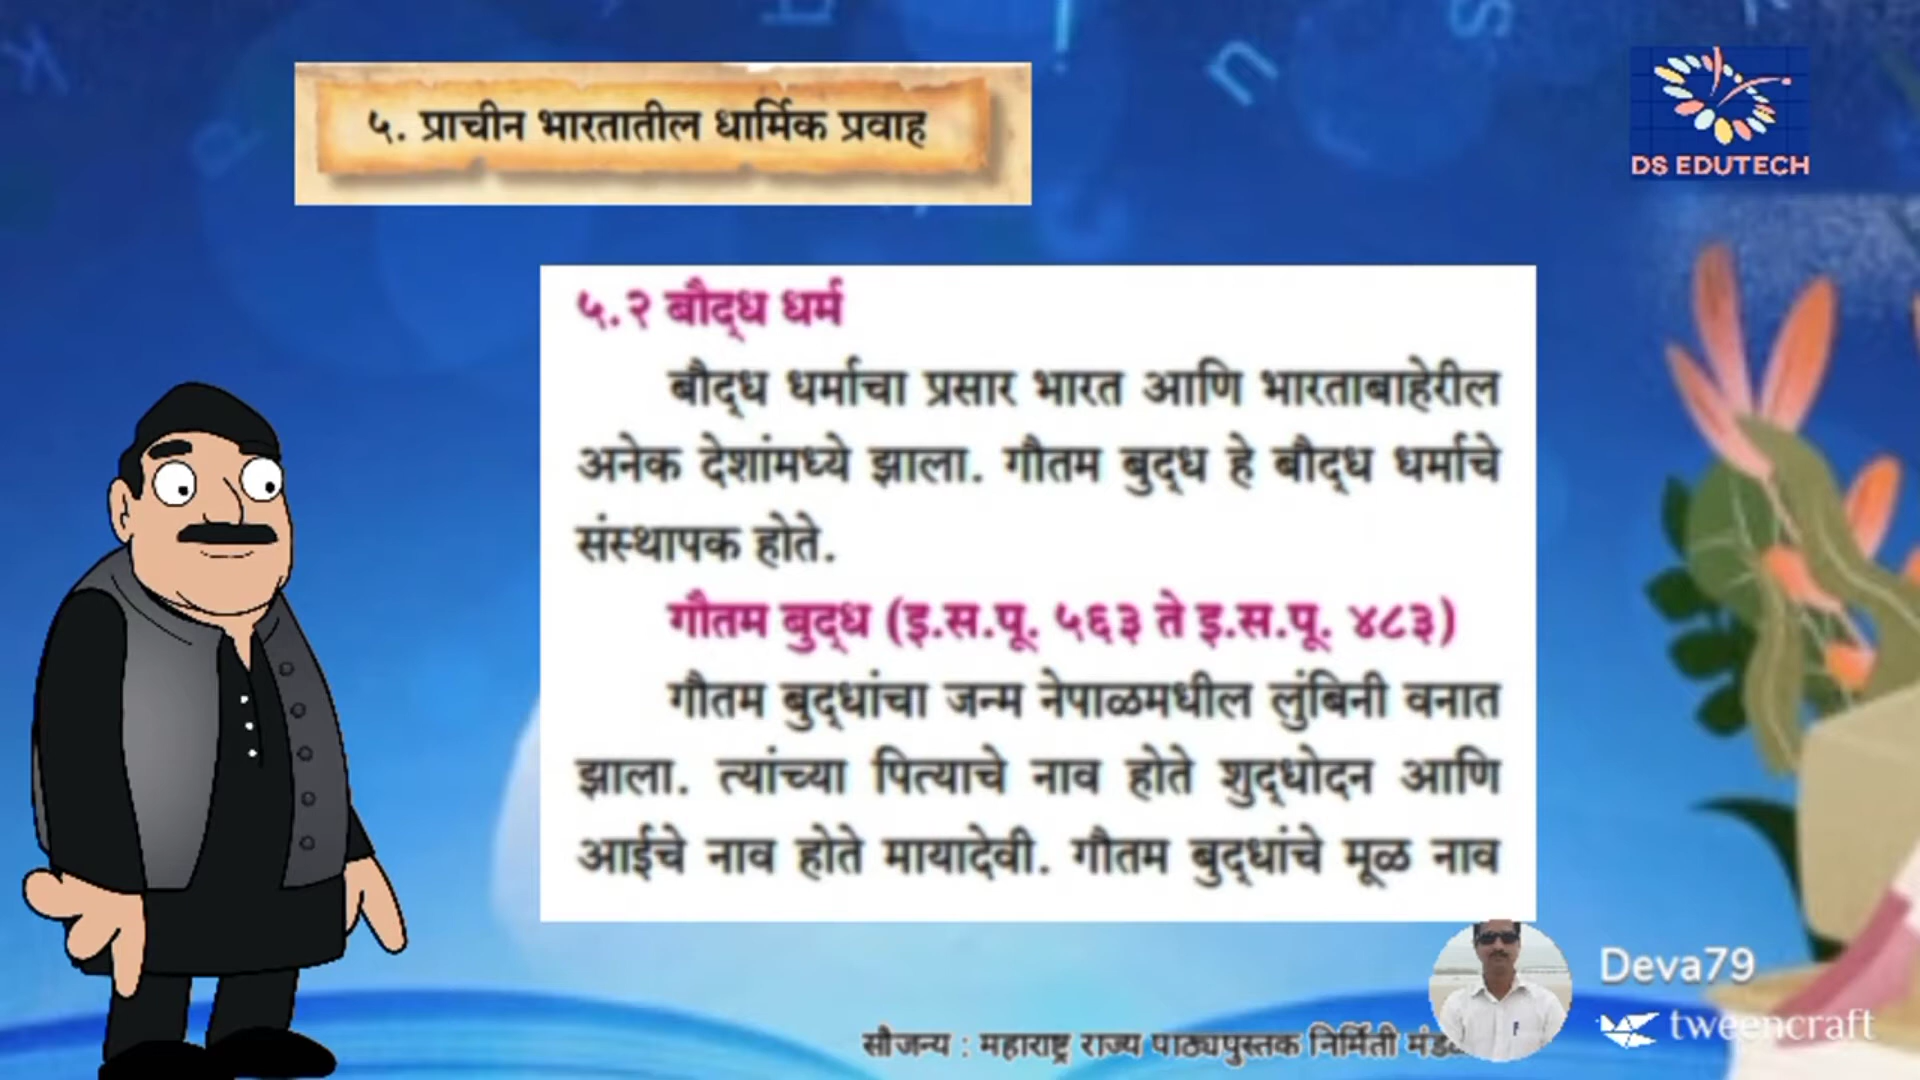 ५. प्राचीन भारतातील धार्मिक प्रवाह
DS EDUTECH
५.२ बौद्ध धर्म
बौद्ध धर्माचा प्रसार भारत आणि भारताबाहेरील
अनेक देशांमध्ये झाला. गौतम बुद्ध हे बौद्ध धर्माचे
संस्थापक होते.
गौतम बुद्ध (इ.स.पू. ५६३ ते इ.स.पू. ४८३)
गौतम बुद्धांचा जन्म नेपाळमधील लुंबिनी वनात
झाला. त्यांच्या पित्याचे नाव होते शुद्धोदन आणि
आईचे नाव होते मायादेवी. गौतम बुद्धांचे मूळ नाव
Deva79
tweencraft
सौजन्य : महाराष्ट्र राज्य पाठ्यपुस्तक निर्मिती